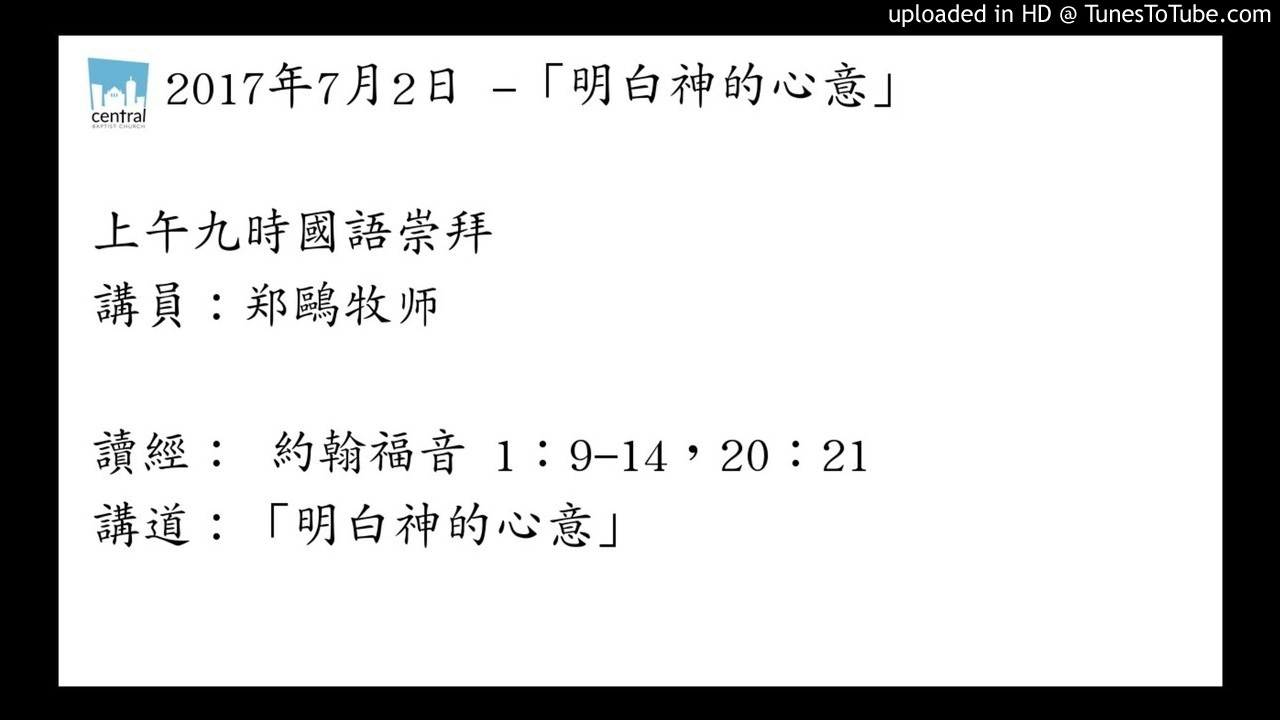 uploaded in HD @ TunesToTube.com
2017年7月2日 –「明白神的心意」
central
BAPTIST CHURCH
上午九時國語崇拜
講員：郑鷗牧师
讀經： 約翰福音 1：9–14，20：21
講道：「明白神的心意」